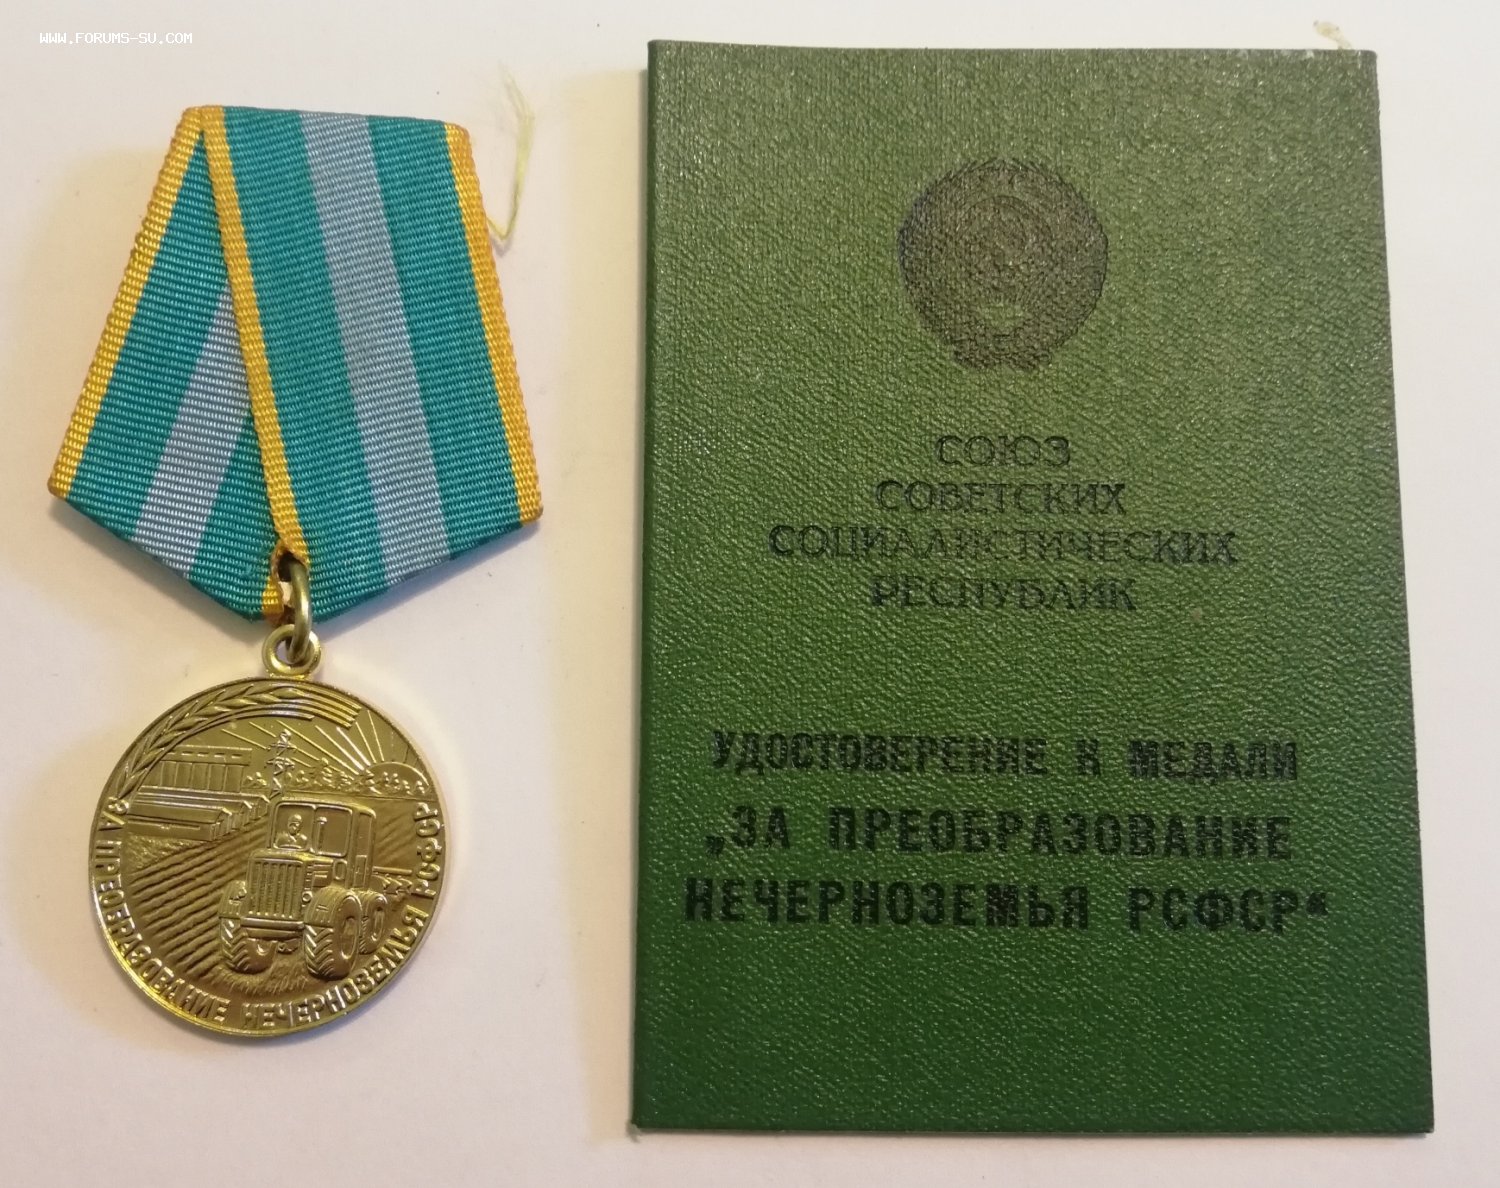 WWW.FORUMS-SU.COM
ЗА ПРЕОБРАЗОВАНИЕ НЕЧЕРНОЗЕМЬЯ РСФСР
СОЮЗ
СОВЕТСКИХ
СОЦИАЛИСТИЧЕСКИХ
РЕСПУБЛИК
УДОСТОВЕРЕНИЕ К МЕДАЛИ
„ЗА ПРЕОБРАЗОВАНИЕ
НЕЧЕРНОЗЕМЬЯ РСФСР“